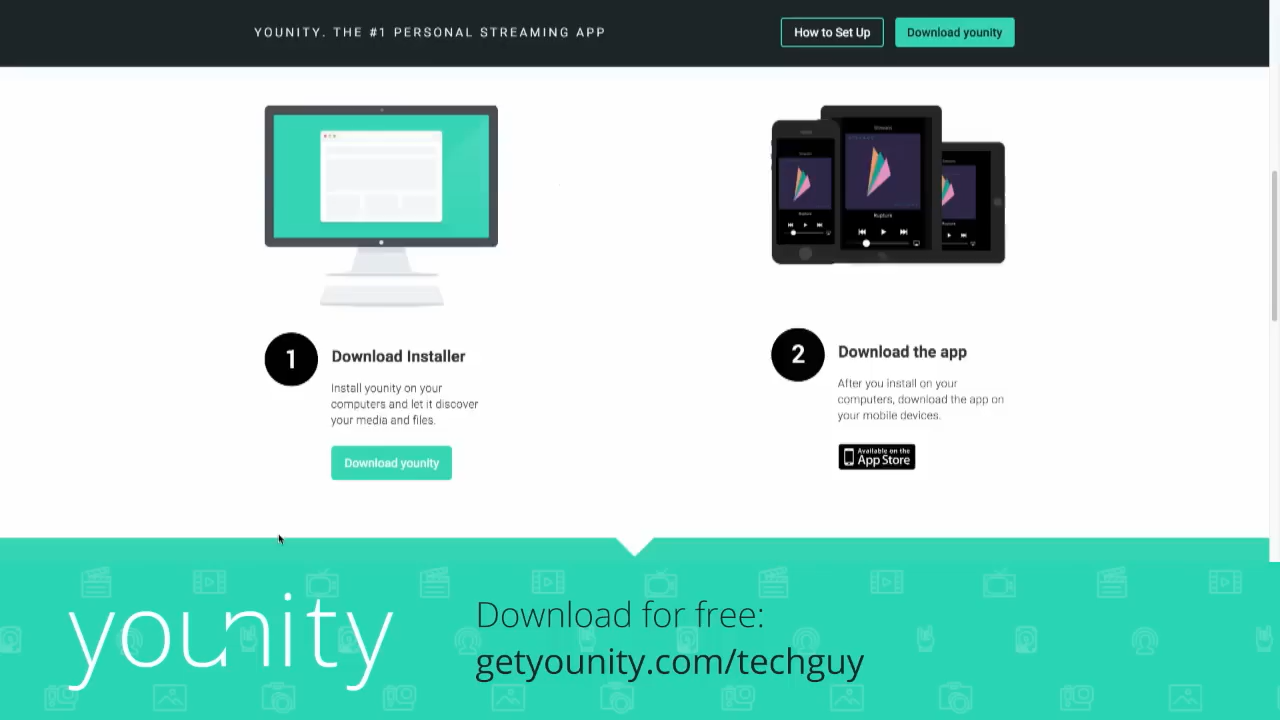 YOUNITY. THE #1 PERSONAL STREAMING APP
How to Set Up
Download younity
Stream
Rupture
Rupture
1
Download Installer
Install younity on your
computers and let it discover
your media and files.
Download younity
2
Download the app
After you install on your
computers, download the app on
your mobile devices.
Available on the
App Store
younity
Download for free:
getyounity.com/techguy